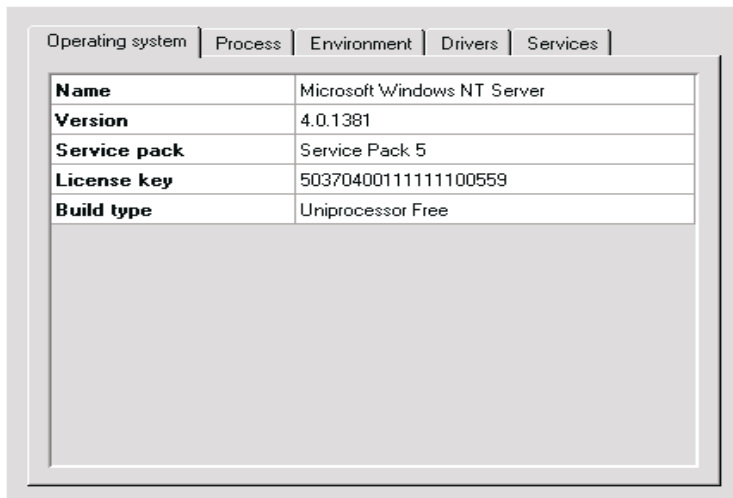 Operating system Process Environment Drivers Services
Name Microsoft Windows NT Server
Version 4.0.1381
Service pack Service Pack 5
License key 50370400111111100559
Build type Uniprocessor Free